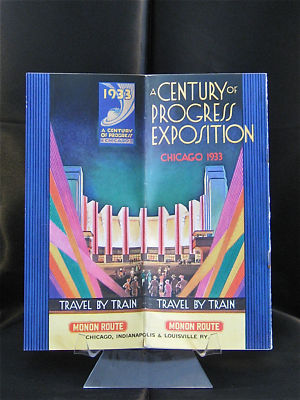 1933
A CENTURY
OF PROGRESS
CHICAGO
A CENTURY OF
PROGRESS
EXPOSITION
CHICAGO 1933
TRAVEL BY TRAIN
TRAVEL BY TRAIN
MONON ROUTE
MONON ROUTE
CHICAGO, INDIANAPOLIS & LOUISVILLE RY.